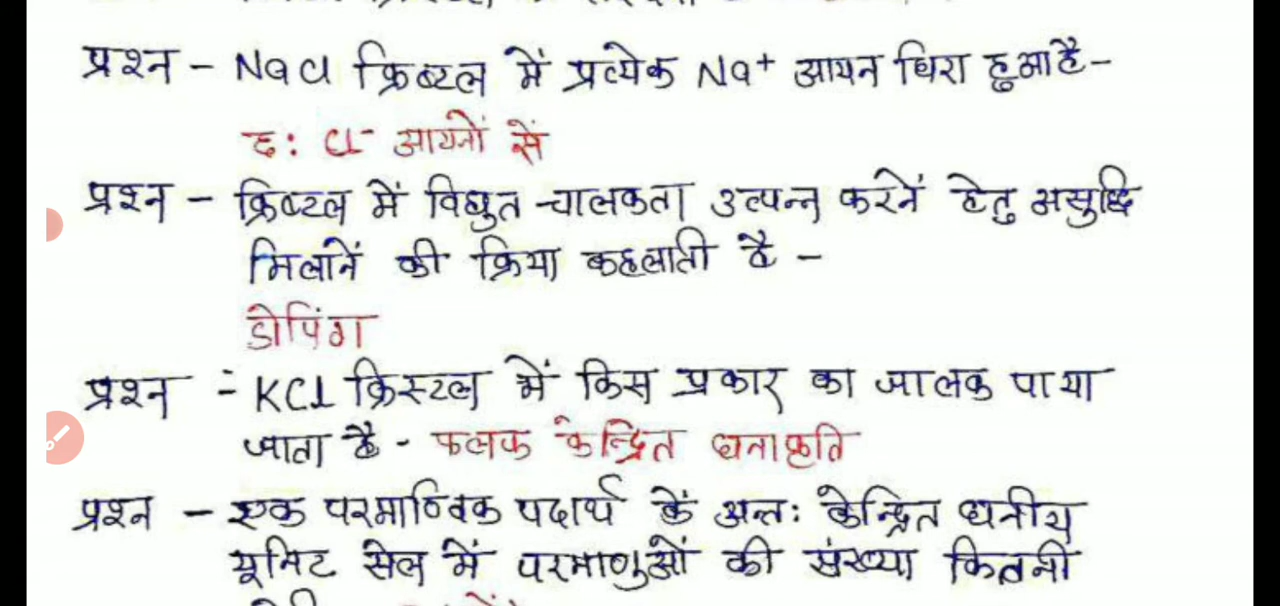 प्रश्न - NaCl क्रिष्टल में प्रत्येक Na⁺ आयन घिरा हुआ है -
छ: Cl⁻ आयनों सें
प्रश्न - क्रिष्टल में विद्युत चालकता उत्पन्न करनें हेतु असुद्धि
मिलानें की क्रिया कहलाती है -
डोपिंग
प्रश्न :- KCl क्रिस्टल में किस प्रकार का जालक पाया
जाता है - फलक केन्द्रित घनाकृति
प्रश्न - एक परमाण्विक पदार्थ कें अन्त: केन्द्रित घनीय
यूनिट सेल में परमाणुओं की संख्या कितनी